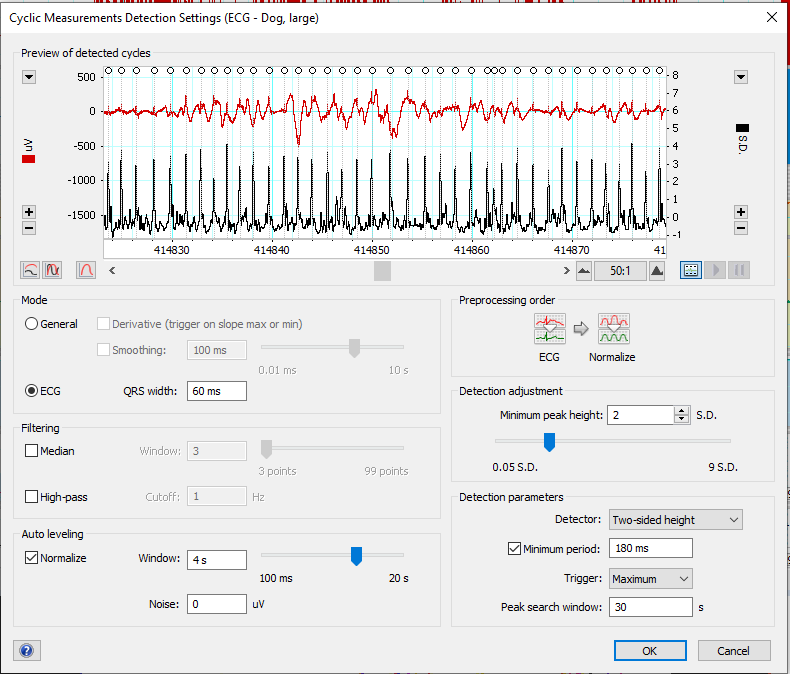 Cyclic Measurements Detection Settings (ECG - Dog, large)
Preview of detected cycles
500
0
-500
-1000
-1500
uV
8
7
6
5
4
3
2
1
0
-1
S.D.
414830 414840 414850 414860 414870 41
50:1
Mode
General
Derivative (trigger on slope max or min)
Smoothing: 100 ms
0.01 ms 10 s
ECG QRS width: 60 ms
Filtering
Median Window: 3
3 points 99 points
High-pass Cutoff: 1 Hz
Auto leveling
Normalize Window: 4 s
100 ms 20 s
Noise: 0 uV
Preprocessing order
ECG Normalize
Detection adjustment
Minimum peak height: 2 S.D.
0.05 S.D. 9 S.D.
Detection parameters
Detector: Two-sided height
Minimum period: 180 ms
Trigger: Maximum
Peak search window: 30 s
?
OK Cancel